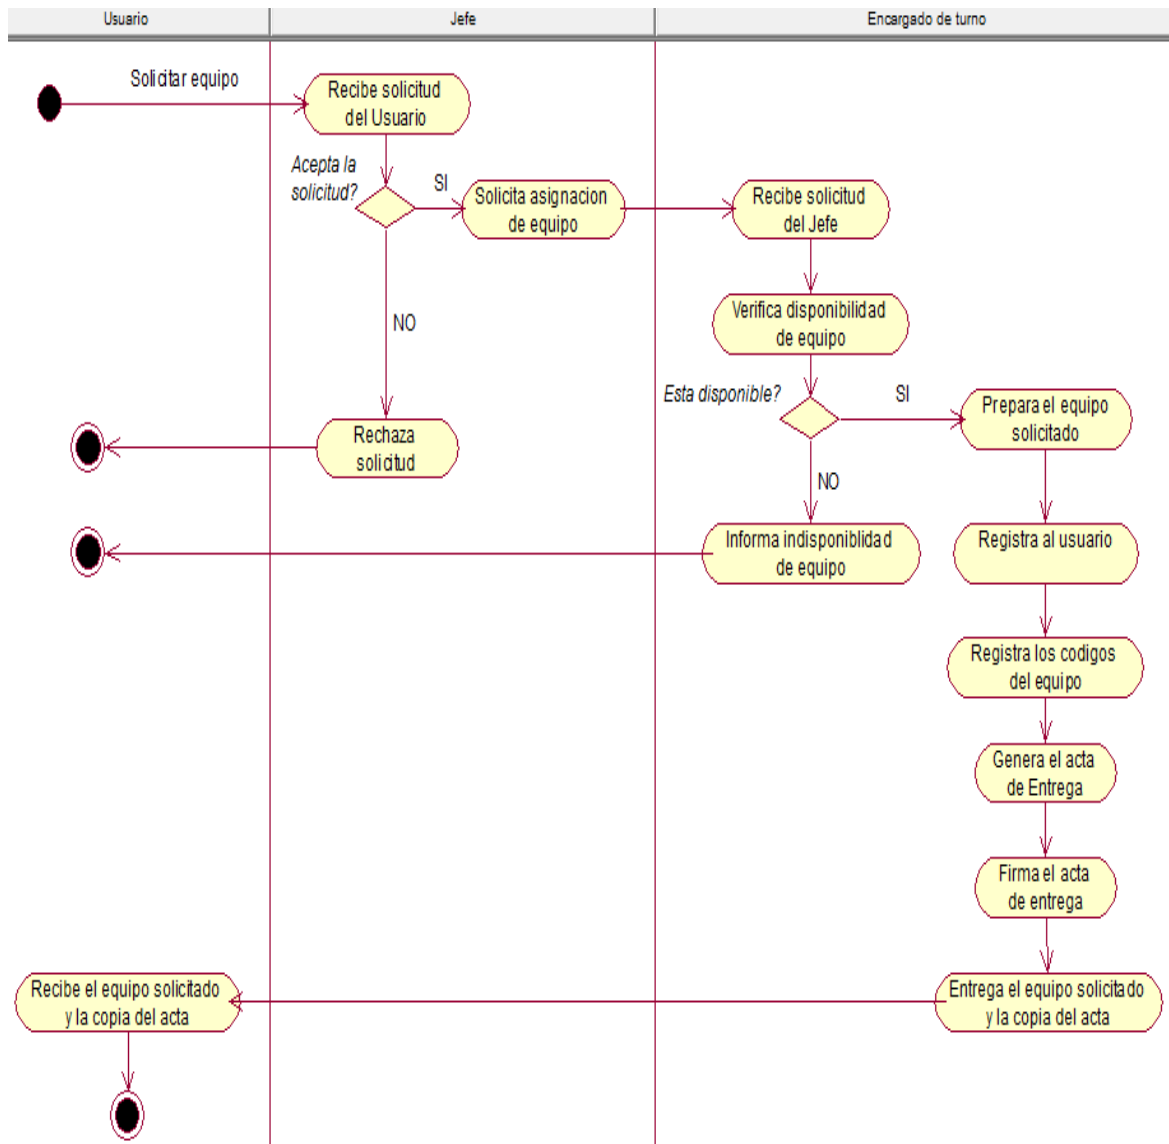 Usuario
Jefe
Encargado de turno
Solicitar equipo
Recibe solicitud
del Usuario
Acepta la
solicitud?
SI
Solicita asignacion
de equipo
Recibe solicitud
del Jefe
NO
Verifica disponibilidad
de equipo
Esta disponible?
SI
Prepara el equipo
solicitado
Rechaza
solicitud
NO
Informa indisponiblidad
de equipo
Registra al usuario
Registra los codigos
del equipo
Genera el acta
de Entrega
Firma el acta
de entrega
Recibe el equipo solicitado
y la copia del acta
Entrega el equipo solicitado
y la copia del acta